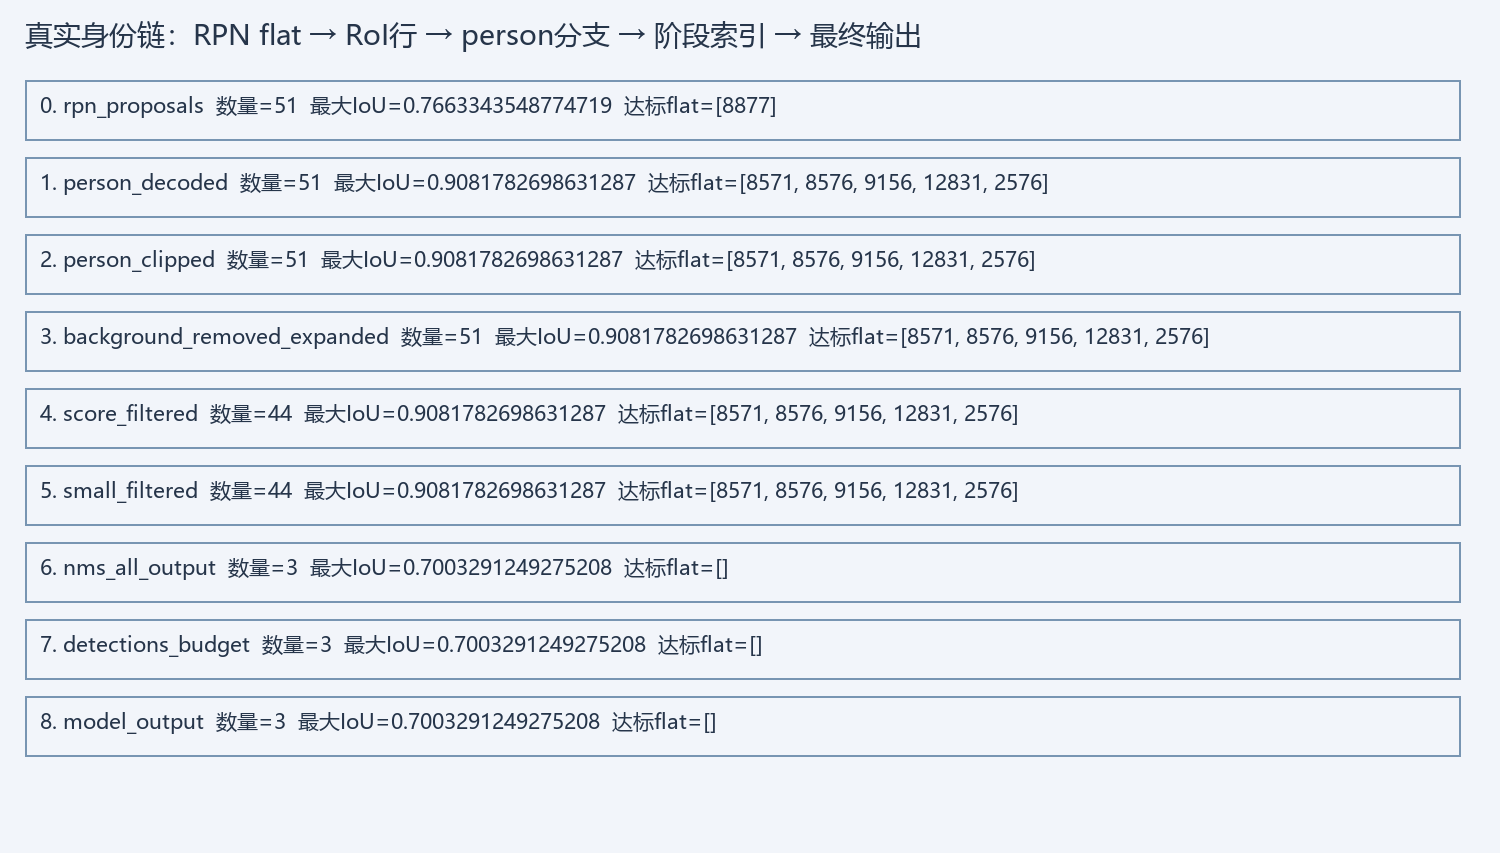 真实身份链：RPN flat → RoI行 → person分支 → 阶段索引 → 最终输出
0. rpn_proposals 数量=51 最大IoU=0.7663343548774719 达标flat=[8877]
1. person_decoded 数量=51 最大IoU=0.9081782698631287 达标flat=[8571, 8576, 9156, 12831, 2576]
2. person_clipped 数量=51 最大IoU=0.9081782698631287 达标flat=[8571, 8576, 9156, 12831, 2576]
3. background_removed_expanded 数量=51 最大IoU=0.9081782698631287 达标flat=[8571, 8576, 9156, 12831, 2576]
4. score_filtered 数量=44 最大IoU=0.9081782698631287 达标flat=[8571, 8576, 9156, 12831, 2576]
5. small_filtered 数量=44 最大IoU=0.9081782698631287 达标flat=[8571, 8576, 9156, 12831, 2576]
6. nms_all_output 数量=3 最大IoU=0.7003291249275208 达标flat=[]
7. detections_budget 数量=3 最大IoU=0.7003291249275208 达标flat=[]
8. model_output 数量=3 最大IoU=0.7003291249275208 达标flat=[]